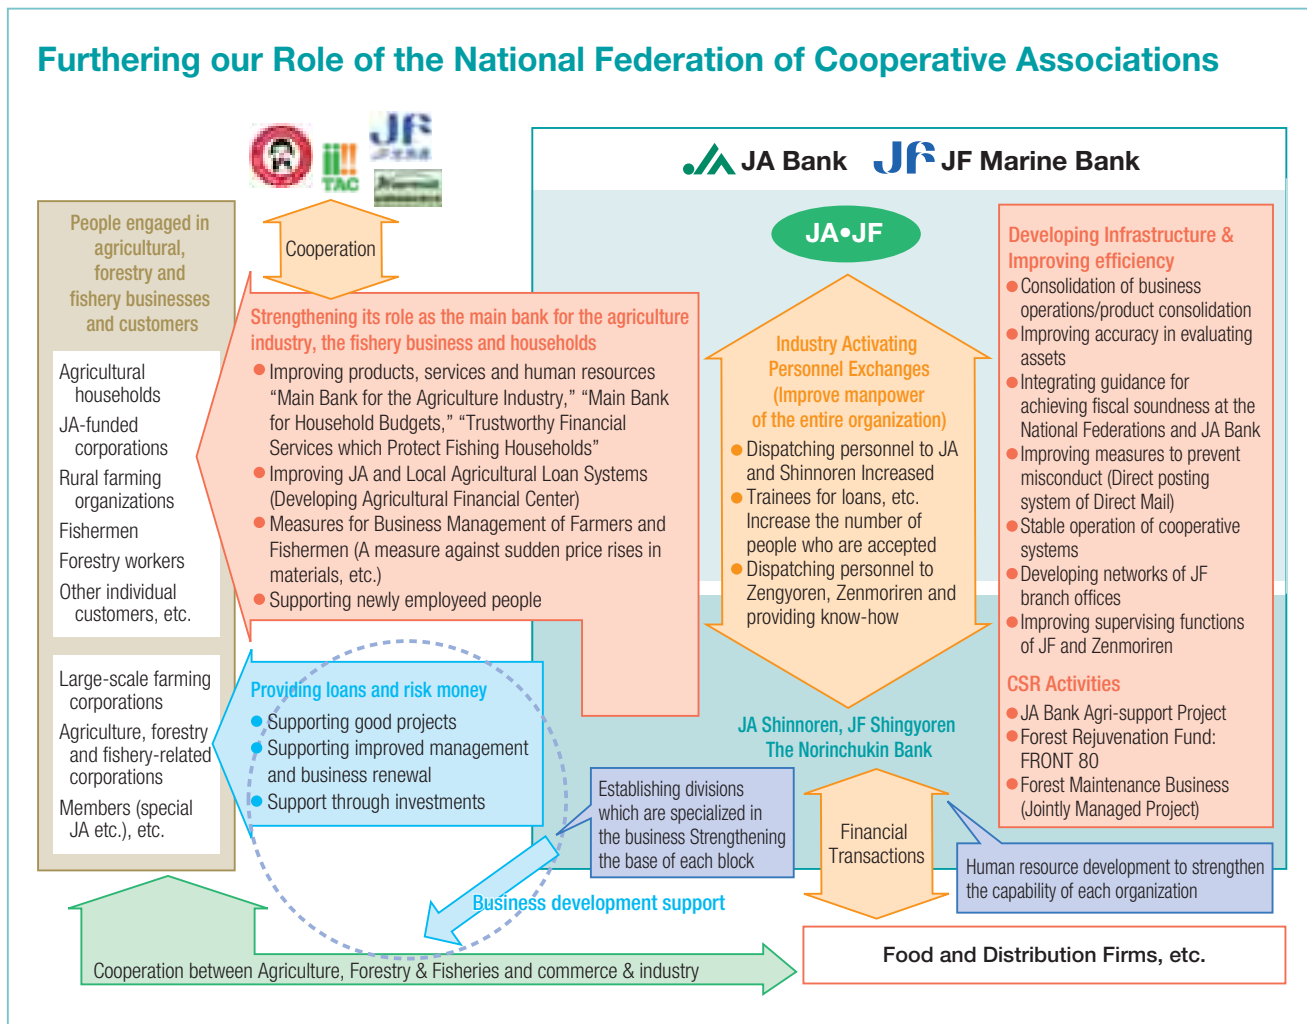 Furthering our Role of the National Federation of Cooperative Associations
JF
TAC
JA Bank
JF JF Marine Bank
People engaged in
agricultural,
forestry and
fishery businesses
and customers
Agricultural
households
JA-funded
corporations
Rural farming
organizations
Fishermen
Forestry workers
Other individual
customers, etc.
Large-scale farming
corporations
Agriculture, forestry
and fishery-related
corporations
Members (special
JA etc.), etc.
Cooperation
Strengthening its role as the main bank for the agriculture
industry, the fishery business and households
● Improving products, services and human resources
“Main Bank for the Agriculture Industry,” “Main Bank
for Household Budgets,” “Trustworthy Financial
Services which Protect Fishing Households”
● Improving JA and Local Agricultural Loan Systems
(Developing Agricultural Financial Center)
● Measures for Business Management of Farmers and
Fishermen (A measure against sudden price rises in
materials, etc.)
● Supporting newly employeed people
Providing loans and risk money
● Supporting good projects
● Supporting improved management
and business renewal
● Support through investments
JA•JF
Industry Activating
Personnel Exchanges
(Improve manpower
of the entire organization)
● Dispatching personnel to JA
and Shinnoren Increased
● Trainees for loans, etc.
Increase the number of
people who are accepted
● Dispatching personnel to
Zengyoren, Zenmoriren and
providing know-how
JA Shinnoren, JF Shingyoren
The Norinchukin Bank
Developing Infrastructure &
Improving efficiency
● Consolidation of business
operations/product consolidation
● Improving accuracy in evaluating
assets
● Integrating guidance for
achieving fiscal soundness at the
National Federations and JA Bank
● Improving measures to prevent
misconduct (Direct posting
system of Direct Mail)
● Stable operation of cooperative
systems
● Developing networks of JF
branch offices
● Improving supervising functions
of JF and Zenmoriren
CSR Activities
● JA Bank Agri-support Project
● Forest Rejuvenation Fund:
FRONT 80
● Forest Maintenance Business
(Jointly Managed Project)
Establishing divisions
which are specialized in
the business Strengthening
the base of each block
Financial
Transactions
Human resource development to strengthen
the capability of each organization
Business development support
Food and Distribution Firms, etc.
Cooperation between Agriculture, Forestry & Fisheries and commerce & industry